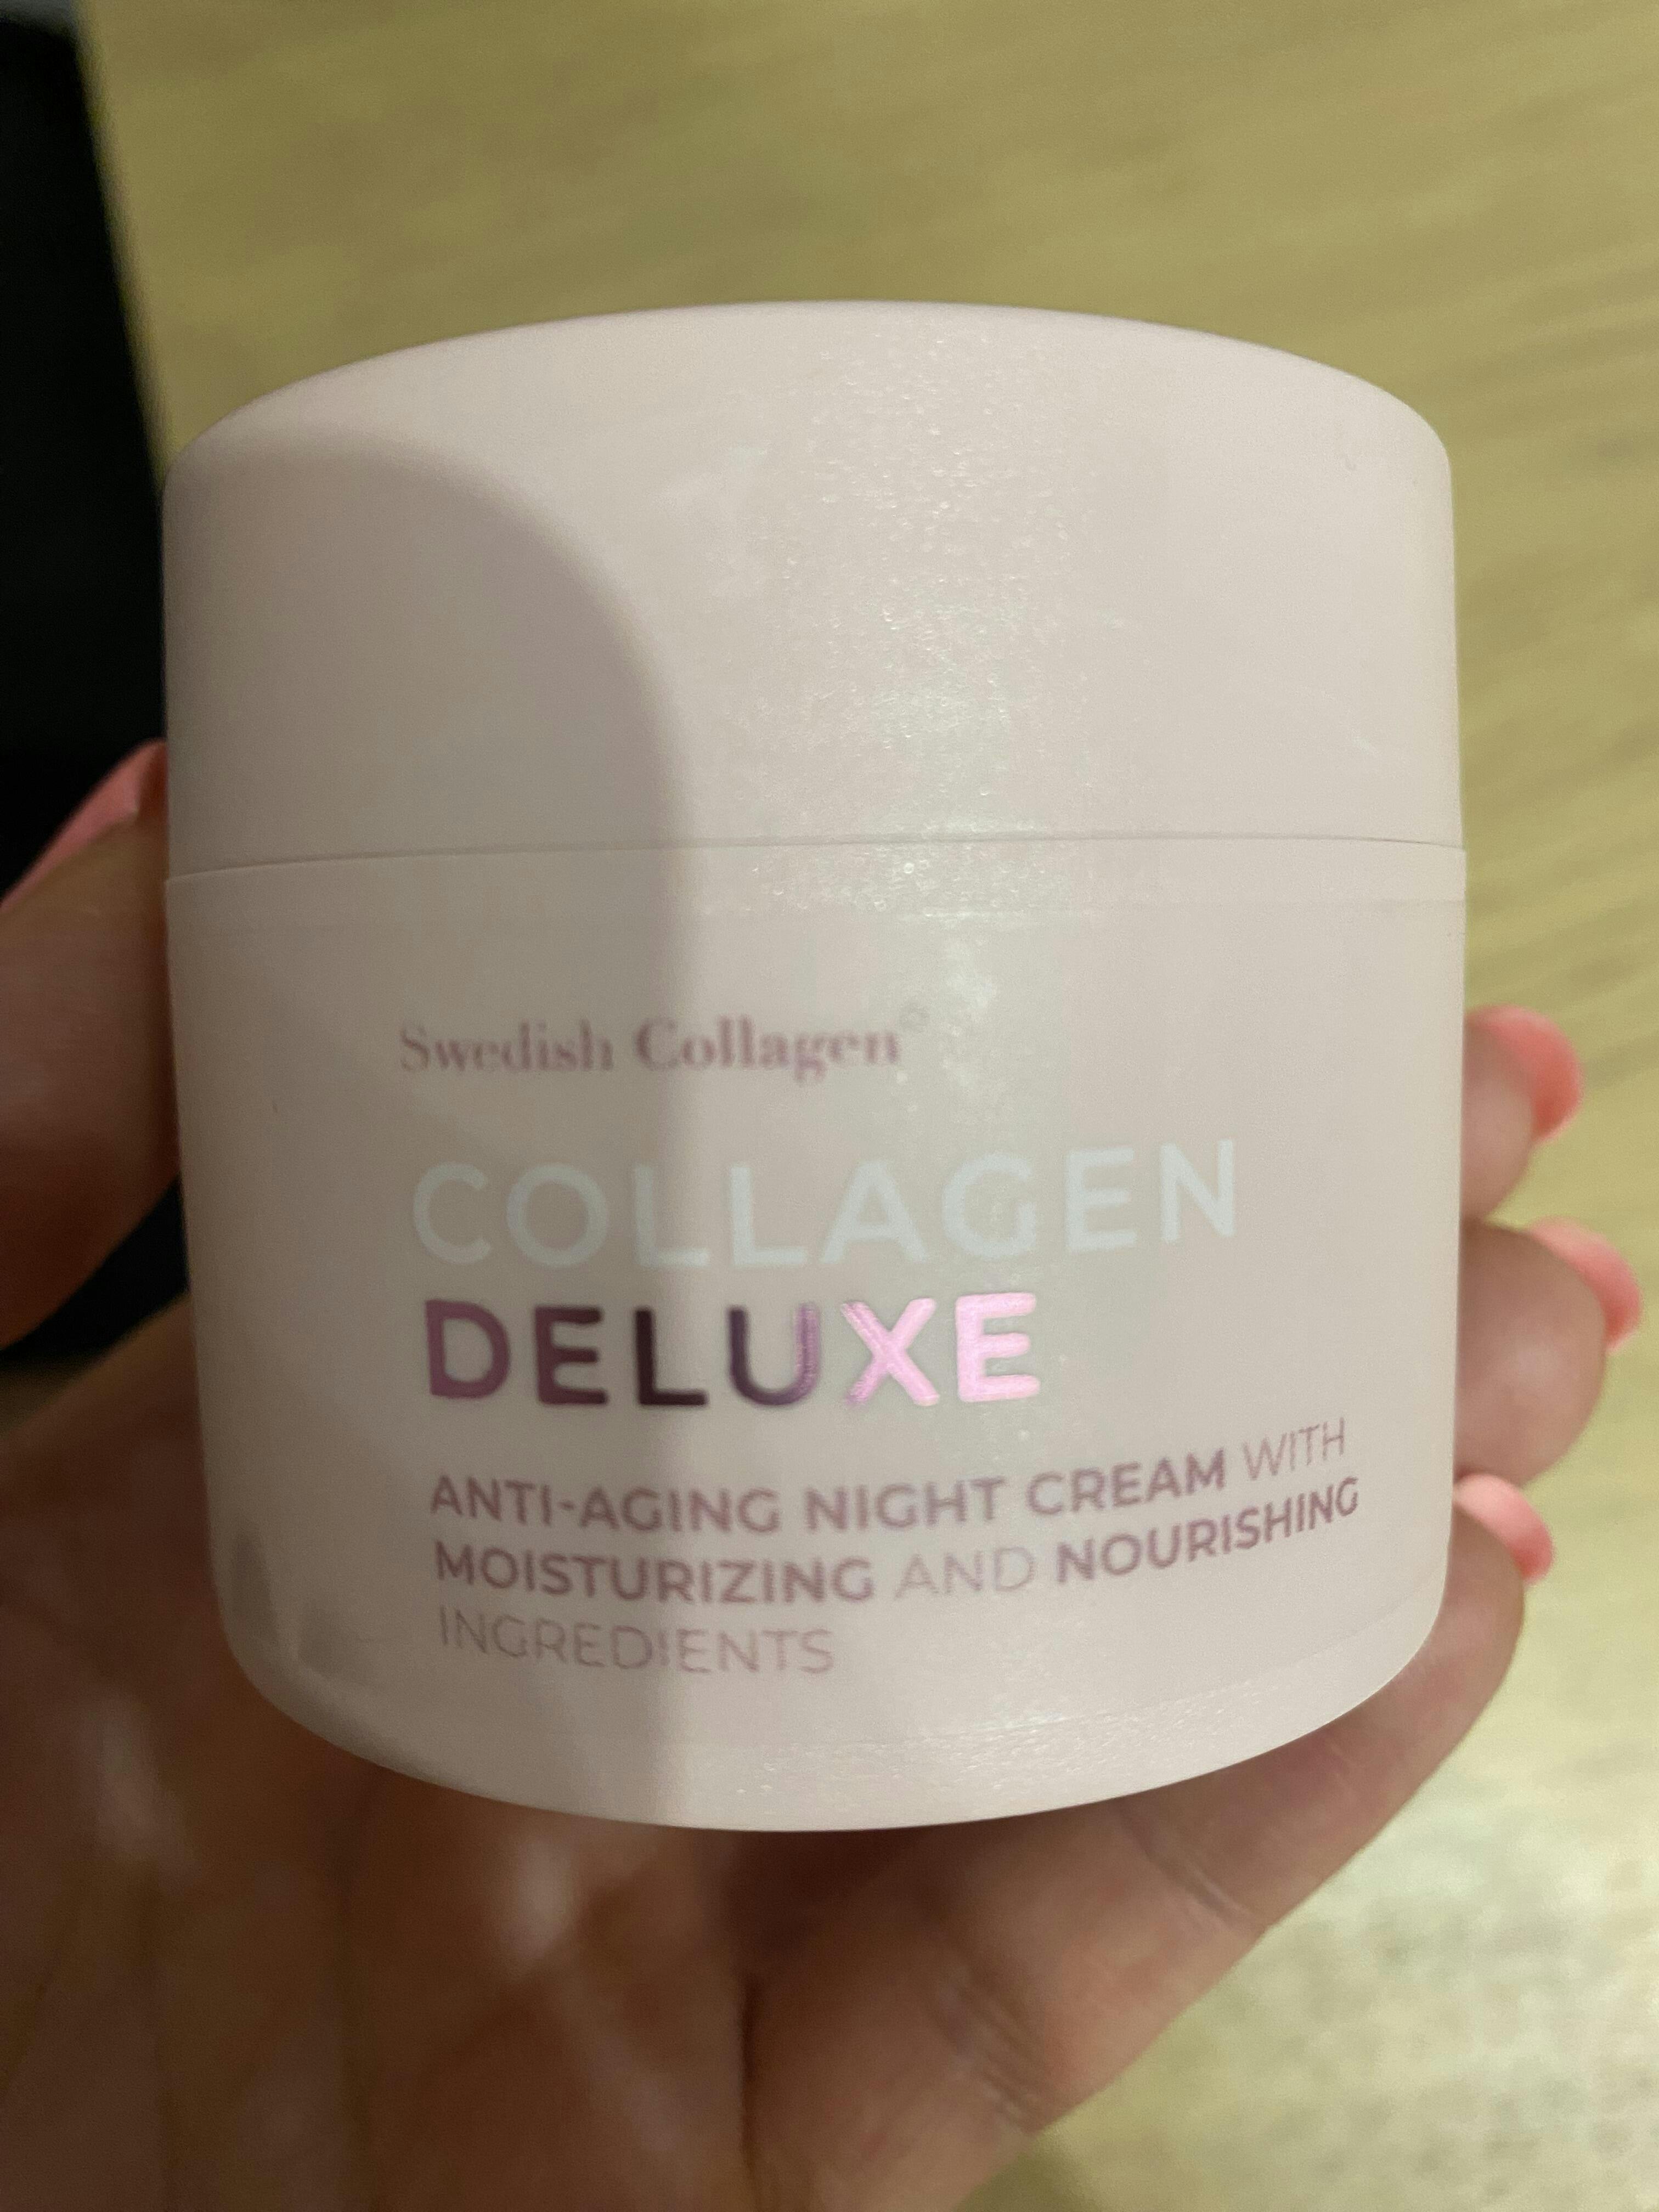 Swedish Collagen
COLLAGEN
DELUXE
ANTI-AGING NIGHT CREAM WITH
MOISTURIZING AND NOURISHING
INGREDIENTS